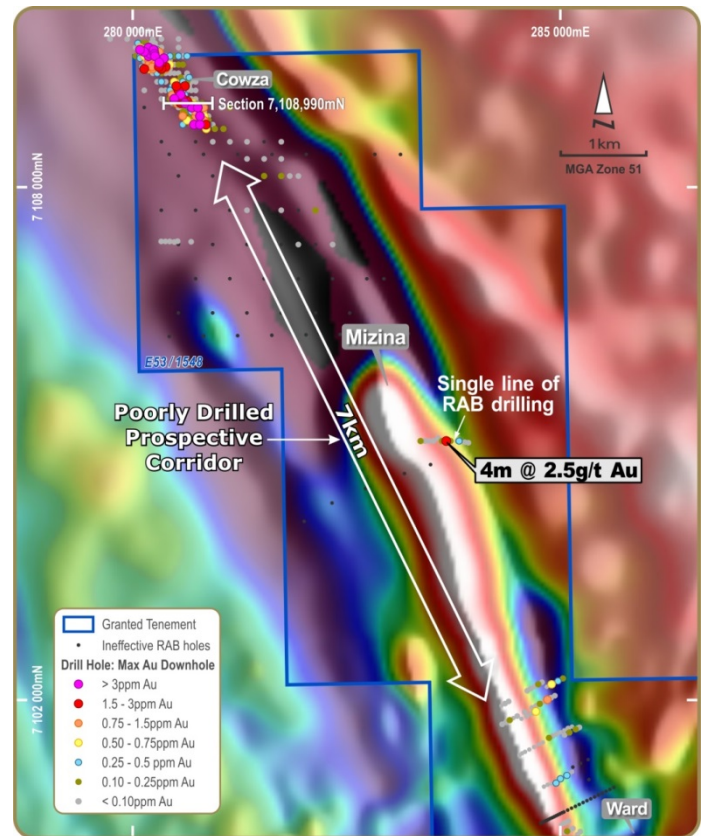 280 000mE
285 000mE
Cowza
Section 7,108,990mN
1km
MGA Zone 51
7 108 000mN
Mizina
E53/1548
Single line of
RAB drilling
Poorly Drilled
Prospective
Corridor
7km
4m @ 2.5g/t Au
Granted Tenement
Ineffective RAB holes
Drill Hole: Max Au Downhole
> 3ppm Au
1.5 - 3ppm Au
0.75 - 1.5ppm Au
0.50 - 0.75ppm Au
0.25 - 0.5 ppm Au
0.10 - 0.25ppm Au
< 0.10ppm Au
7 102 000mN
Ward